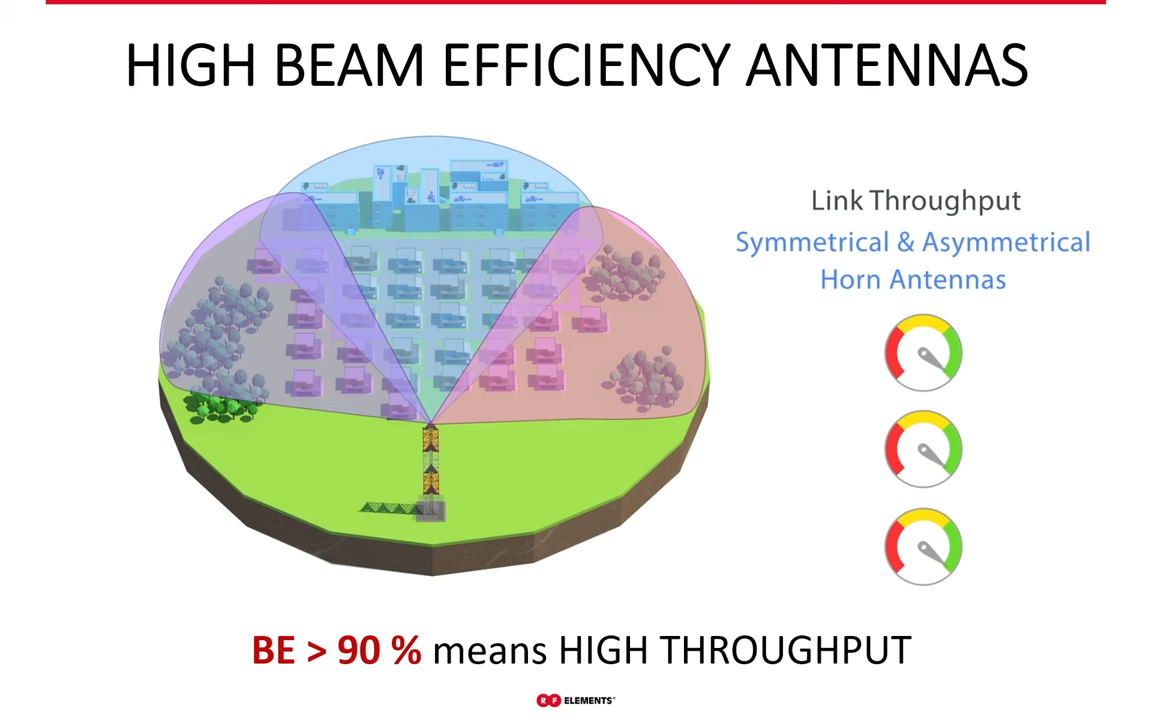 HIGH BEAM EFFICIENCY ANTENNAS
Link Throughput
Symmetrical & Asymmetrical
Horn Antennas
BE > 90 % means HIGH THROUGHPUT
RF ELEMENTS®